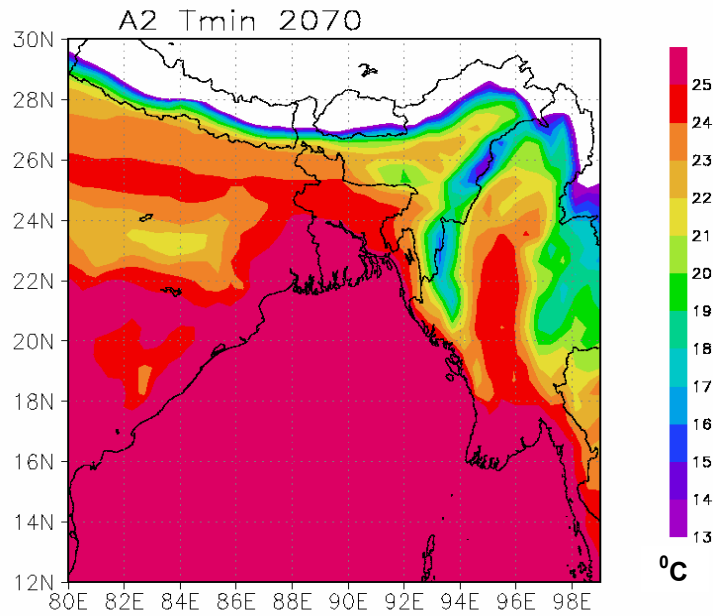 A2 Tmin 2070
30N
28N
26N
24N
22N
20N
18N
16N
14N
12N
80E 82E 84E 86E 88E 90E 92E 94E 96E 98E
25
24
23
22
21
20
19
18
17
16
15
14
13
⁰C